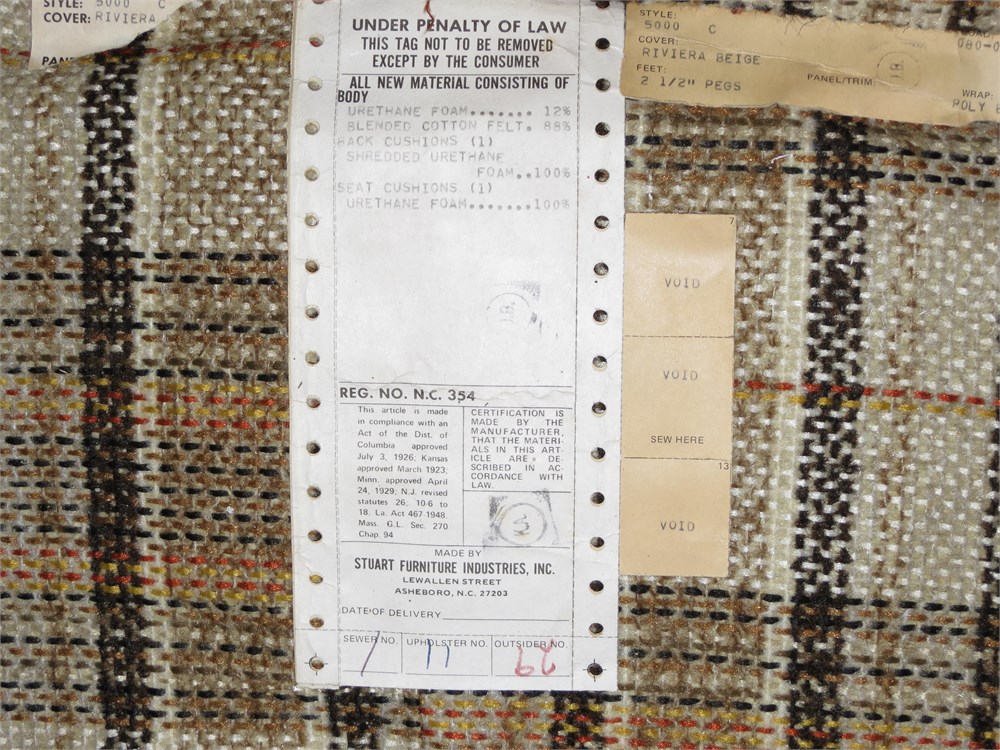 STYLE: 5000 C
COVER: RIVIERA
UNDER PENALTY OF LAW
THIS TAG NOT TO BE REMOVED
EXCEPT BY THE CONSUMER
ALL NEW MATERIAL CONSISTING OF
BODY
URETHANE FOAM....... 12%
BLENDED COTTON FELT. 88%
BACK CUSHIONS (1)
SHREDDED URETHANE
FOAM..100%
SEAT CUSHIONS (1)
URETHANE FOAM.......100%
REG. NO. N.C. 354
This article is made
in compliance with an
Act of the Dist. of
Columbia approved
July 3, 1926; Kansas
approved March 1923;
Minn. approved April
24, 1929; N.J. revised
statutes 26. 10-6 to
18. La. Act 467-1948.
Mass. G.L. Sec. 270
Chap. 94
CERTIFICATION IS
MADE BY THE
MANUFACTURER,
THAT THE MATERI-
ALS IN THIS ART-
ICLE ARE DE-
SCRIBED IN AC-
CORDANCE WITH
LAW.
MADE BY
STUART FURNITURE INDUSTRIES, INC.
LEWALLEN STREET
ASHEBORO, N.C. 27203
DATE OF DELIVERY
SEWER NO. UPHOLSTER NO. OUTSIDER NO.
1 11 29
STYLE:
5000 C
COVER:
RIVIERA BEIGE
FEET:
2 1/2" PEGS
PANEL/TRIM:
WRAP:
POLY
7
VOID
VOID
SEW HERE
13
VOID